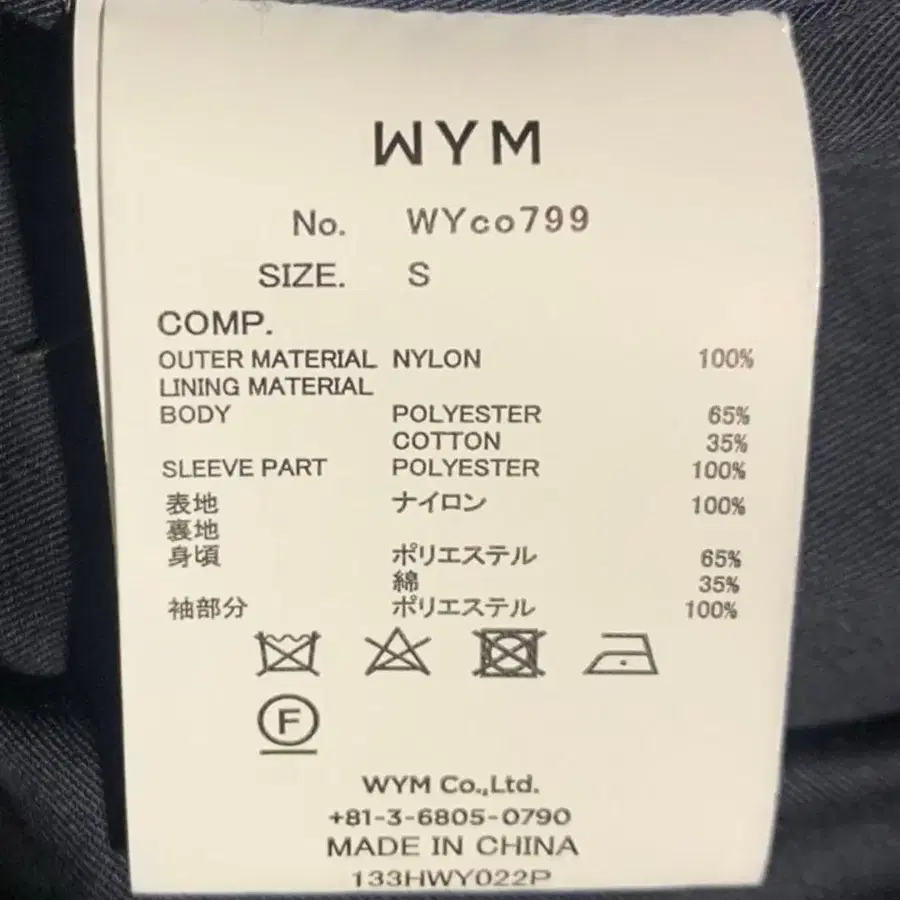 WYM
No. WYco799
SIZE. S
COMP.
OUTER MATERIAL NYLON 100%
LINING MATERIAL
BODY POLYESTER 65%
COTTON 35%
SLEEVE PART POLYESTER 100%
表地 ナイロン 100%
裏地
身頃 ポリエステル 65%
綿 35%
袖部分 ポリエステル 100%
F
WYM Co.,Ltd.
+81-3-6805-0790
MADE IN CHINA
133HWY022P